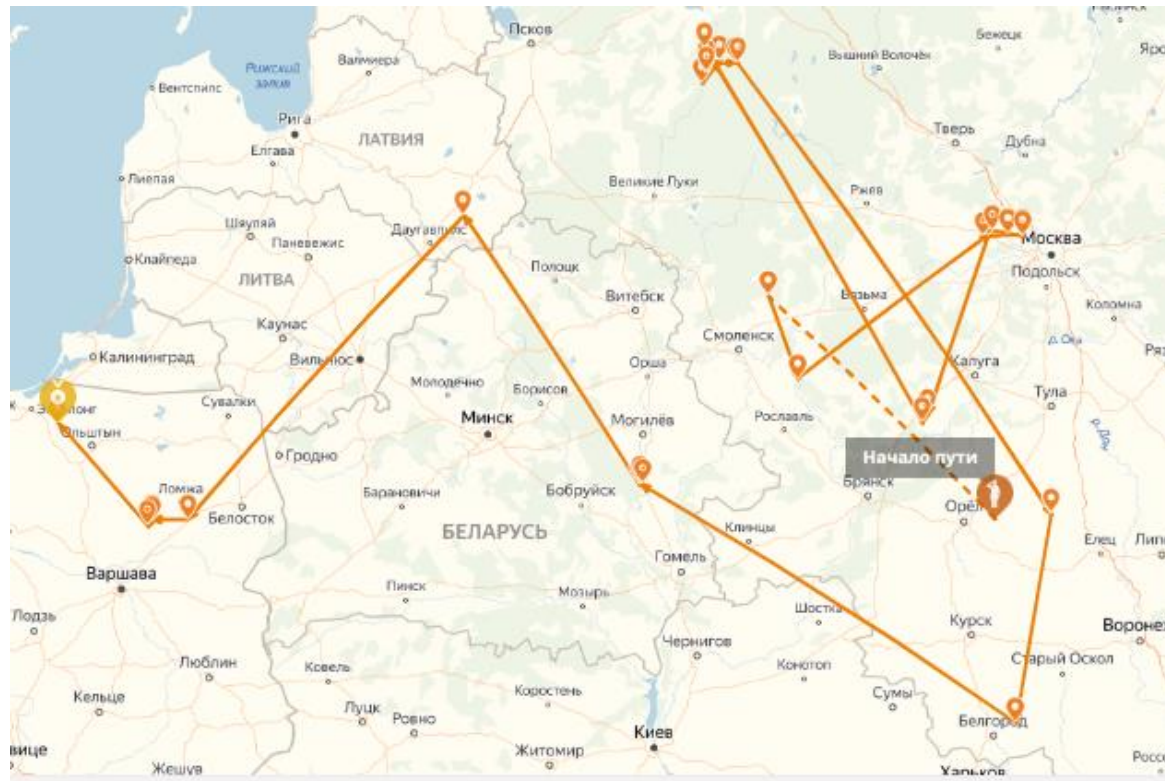 Псков
Бежецк
Валмиера
Вышний Волочёк
Рижский
залив
Вентспилс
Рига
ЛАТВИЯ
Тверь
Дубна
Елгава
Лиепая
Великие Луки
Ржев
Шяуляй
Даугавпилс
Паневежис
Москва
Клайпеда
ЛИТВА
Полоцк
Подольск
Витебск
Вязьма
Коломна
Каунас
Смоленск
р. Ока
Калининград
Вильнюс
Орша
Калуга
Молодечно
Борисов
Тула
Сувалки
Минск
Могилёв
Рославль
Ольштын
р. Дон
Гродно
Начало пути
Ломжа
Барановичи
Бобруйск
Брянск
Белосток
БЕЛАРУСЬ
Орёл
Клинцы
Елец
Гомель
Варшава
Пинск
Мозырь
Шостка
Лодзь
Курск
Чернигов
Люблин
Ковель
Конотоп
Старый Оскол
Кельце
Коростень
Сумы
Луцк
Ровно
Белгород
Киев
Житомир
Жешув
Харьков